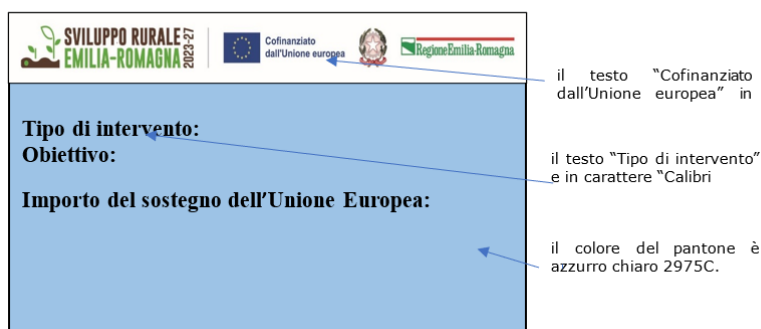 SVILUPPO RURALE
EMILIA-ROMAGNA
2023-27
Cofinanziato
dall'Unione europea
RegioneEmilia-Romagna
Tipo di intervento:
Obiettivo:
Importo del sostegno dell'Unione Europea:
il testo "Cofinanziato
dall'Unione europea" in
il testo "Tipo di intervento"
e in carattere "Calibri
il colore del pantone è
azzurro chiaro 2975C.